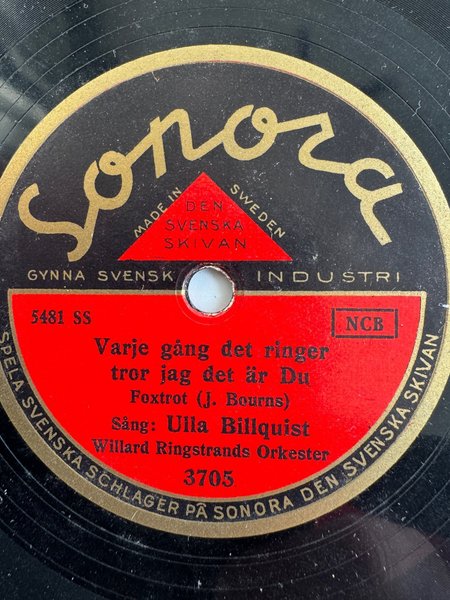 Sonora
MADE IN SWEDEN
DEN
SVENSKA
SKIVAN
GYNNA SVENSK INDUSTRI
5481 SS
NCB
Varje gång det ringer
tror jag det är Du
Foxtrot (J. Bourns)
Sång: Ulla Billquist
Willard Ringstrands Orkester
3705
SPELA SVENSKA SCHLAGER PÅ SONORA DEN SVENSKA SKIVAN